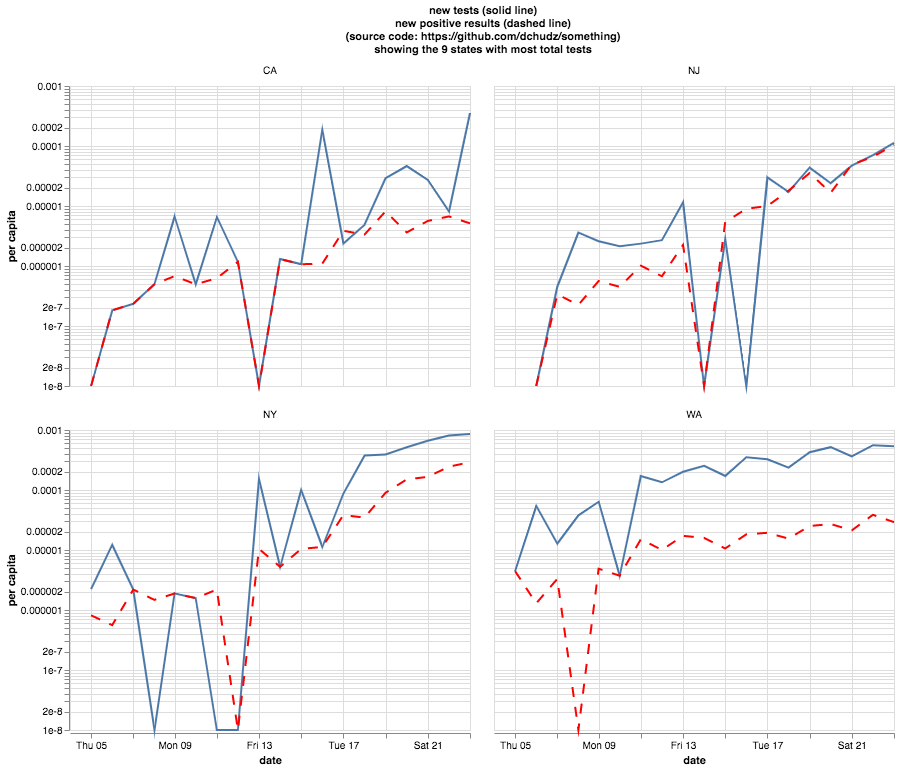 new tests (solid line)
new positive results (dashed line)
(source code: https://github.com/dchudz/something)
showing the 9 states with most total tests
CA
NJ
0.001
0.0002
0.0001
0.00002
0.00001
0.000002
0.000001
2e-7
1e-7
2e-8
1e-8
per capita
NY
WA
0.001
0.0002
0.0001
0.00002
0.00001
0.000002
0.000001
2e-7
1e-7
2e-8
1e-8
per capita
Thu 05 Mon 09 Fri 13 Tue 17 Sat 21
Thu 05 Mon 09 Fri 13 Tue 17 Sat 21
date
date